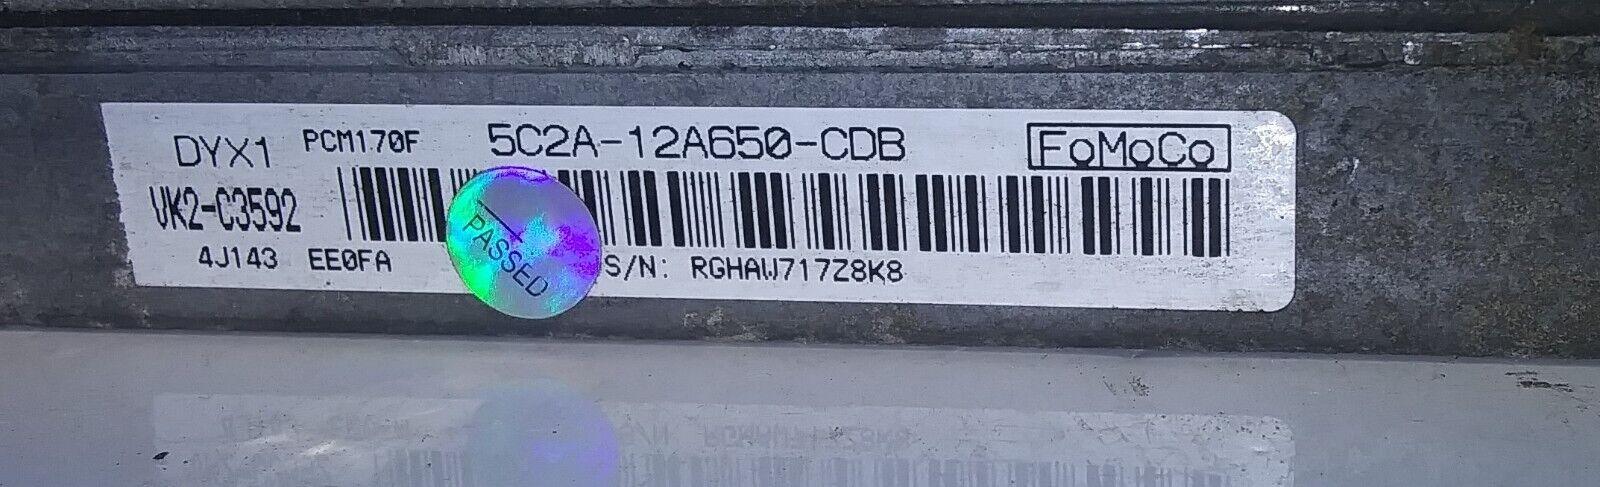 DYX1 PCM170F 5C2A-12A650-CDB FoMoCo
VK2-C3592
PASSED
4J143 EE0FA S/N: RGHAW717Z8K8